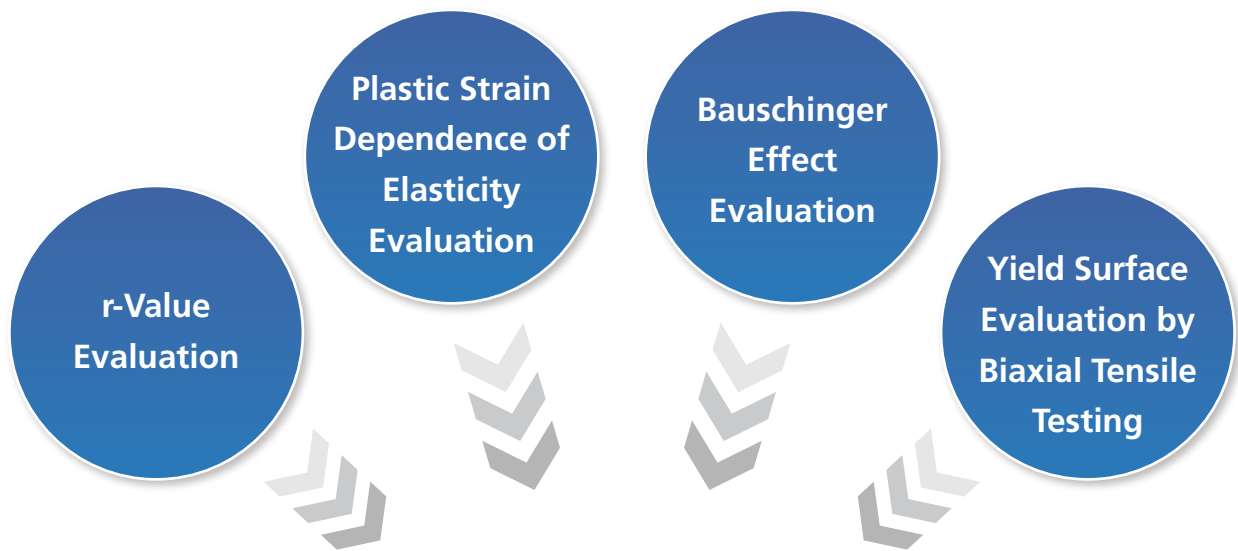 r-Value
Evaluation
Plastic Strain
Dependence of
Elasticity
Evaluation
Bauschinger
Effect
Evaluation
Yield Surface
Evaluation by
Biaxial Tensile
Testing